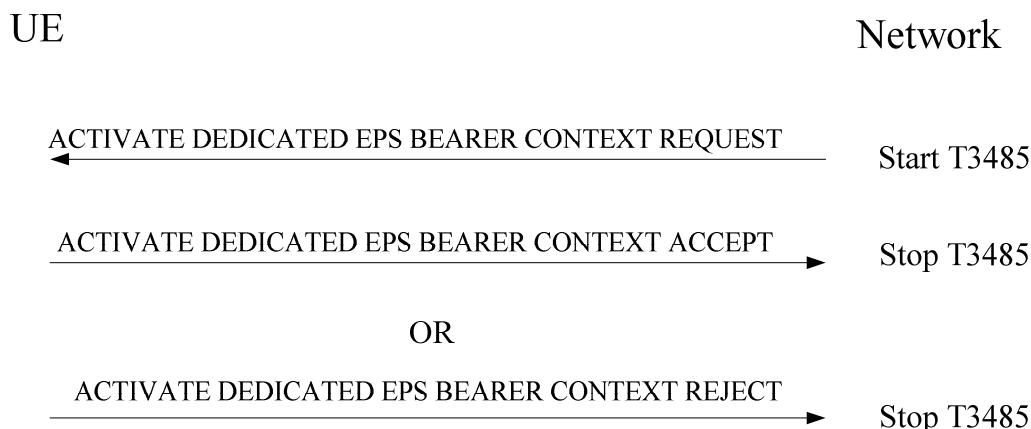 UE
Network
ACTIVATE DEDICATED EPS BEARER CONTEXT REQUEST
Start T3485
ACTIVATE DEDICATED EPS BEARER CONTEXT ACCEPT
Stop T3485
OR
ACTIVATE DEDICATED EPS BEARER CONTEXT REJECT
Stop T3485